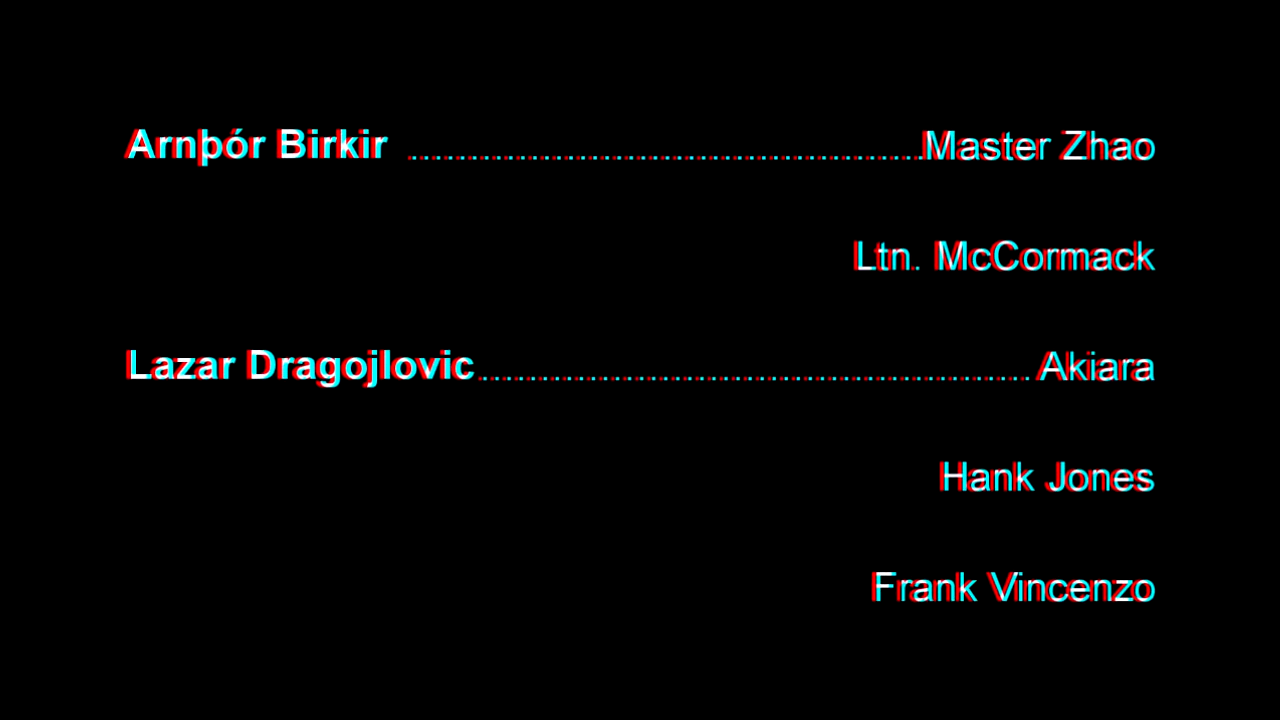 Arnþór Birkir ........................................... Master Zhao
Ltn. McCormack
Lazar Dragojlovic .............................................. Akiara
Hank Jones
Frank Vincenzo